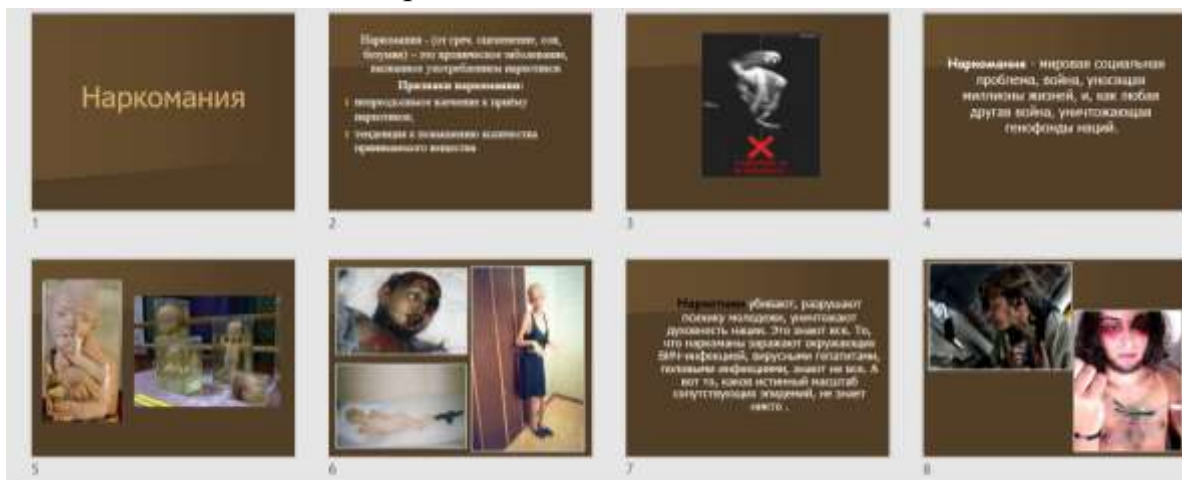 Наркомания
Наркомания - (от греч. оцепенение, сон,
безумие) – это хроническое заболевание,
вызванное употреблением наркотиков
Признаки наркомании:
непреодолимое влечение к приёму
наркотиков;
тенденция к повышению количества
принимаемого вещества
1
2
3
Наркомания - мировая социальная
проблема, война, уносящая
миллионы жизней, и, как любая
другая война, уничтожающая
генофонды наций.
4
5
6
Наркотики убивают, разрушают
психику молодежи, уничтожают
духовность нации. Это знают все. То,
что наркоманы заражают окружающих
ВИЧ-инфекцией, вирусными гепатитами,
половыми инфекциями, знают не все. А
вот то, каков истинный масштаб
сопутствующих эпидемий, не знает
никто .
7
8